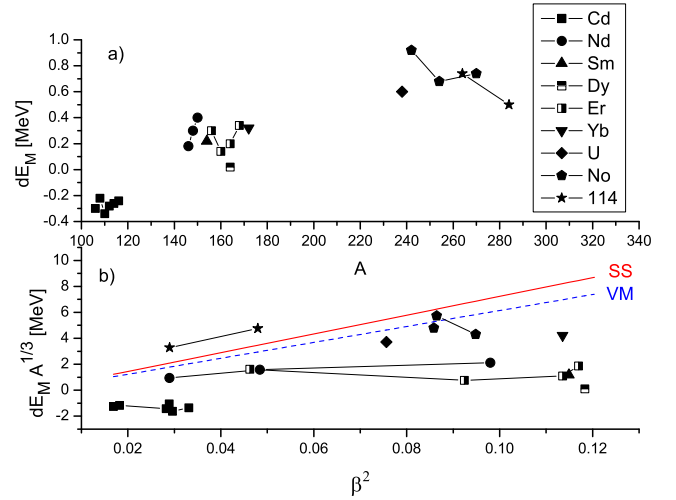 a)
dE_M [MeV]
1.0
0.8
0.6
0.4
0.2
0.0
-0.2
-0.4
100 120 140 160 180 200 220 240 260 280 300 320 340
A
Cd
Nd
Sm
Dy
Er
Yb
U
No
114
b)
dE_M A^1/3 [MeV]
10
8
6
4
2
0
-2
SS
VM
0.02 0.04 0.06 0.08 0.10 0.12
β²